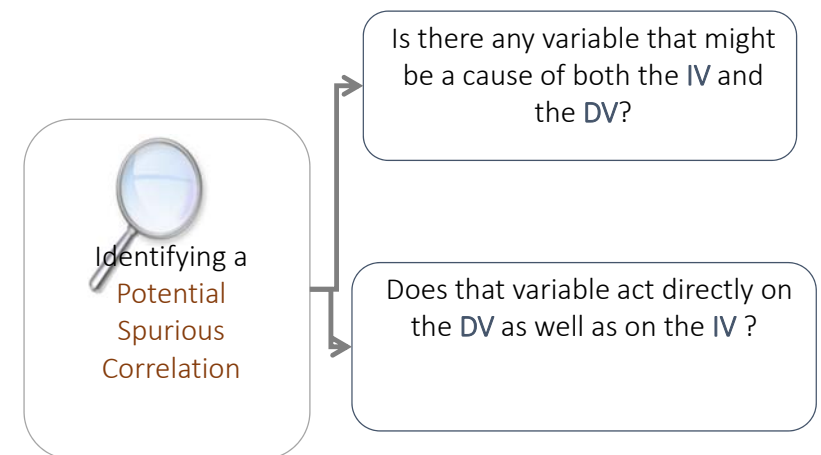 Is there any variable that might
be a cause of both the IV and
the DV?
Identifying a
Potential
Spurious
Correlation
Does that variable act directly on
the DV as well as on the IV ?